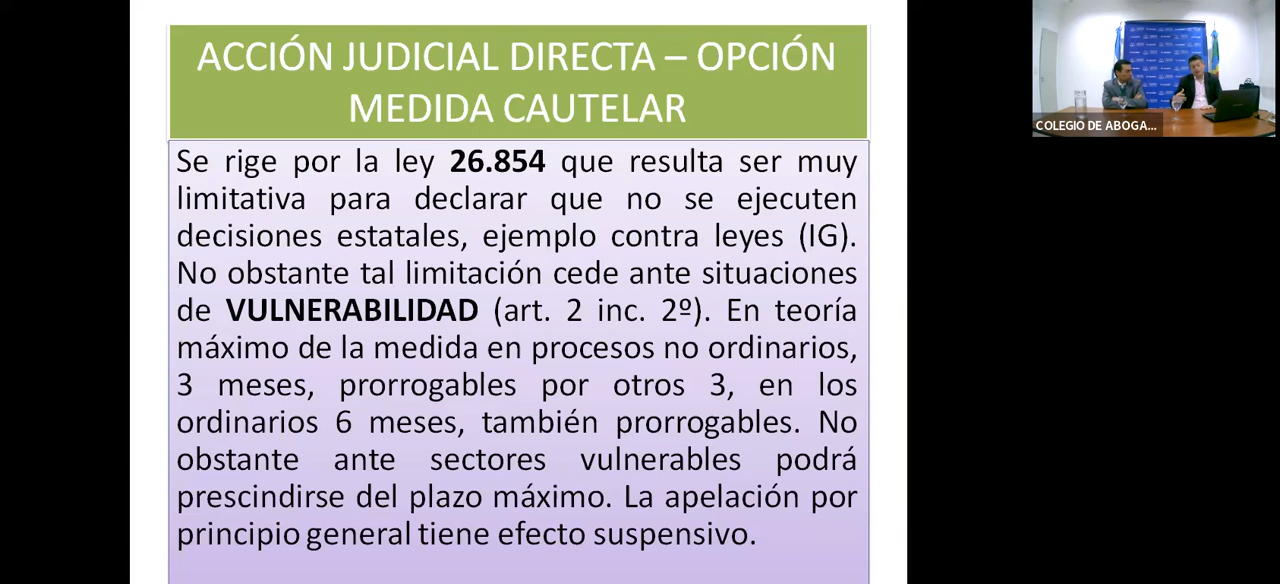 ACCIÓN JUDICIAL DIRECTA – OPCIÓN
MEDIDA CAUTELAR
Se rige por la ley 26.854 que resulta ser muy
limitativa para declarar que no se ejecuten
decisiones estatales, ejemplo contra leyes (IG).
No obstante tal limitación cede ante situaciones
de VULNERABILIDAD (art. 2 inc. 2º). En teoría
máximo de la medida en procesos no ordinarios,
3 meses, prorrogables por otros 3, en los
ordinarios 6 meses, también prorrogables. No
obstante ante sectores vulnerables podrá
prescindirse del plazo máximo. La apelación por
principio general tiene efecto suspensivo.
COLEGIO DE ABOGA...